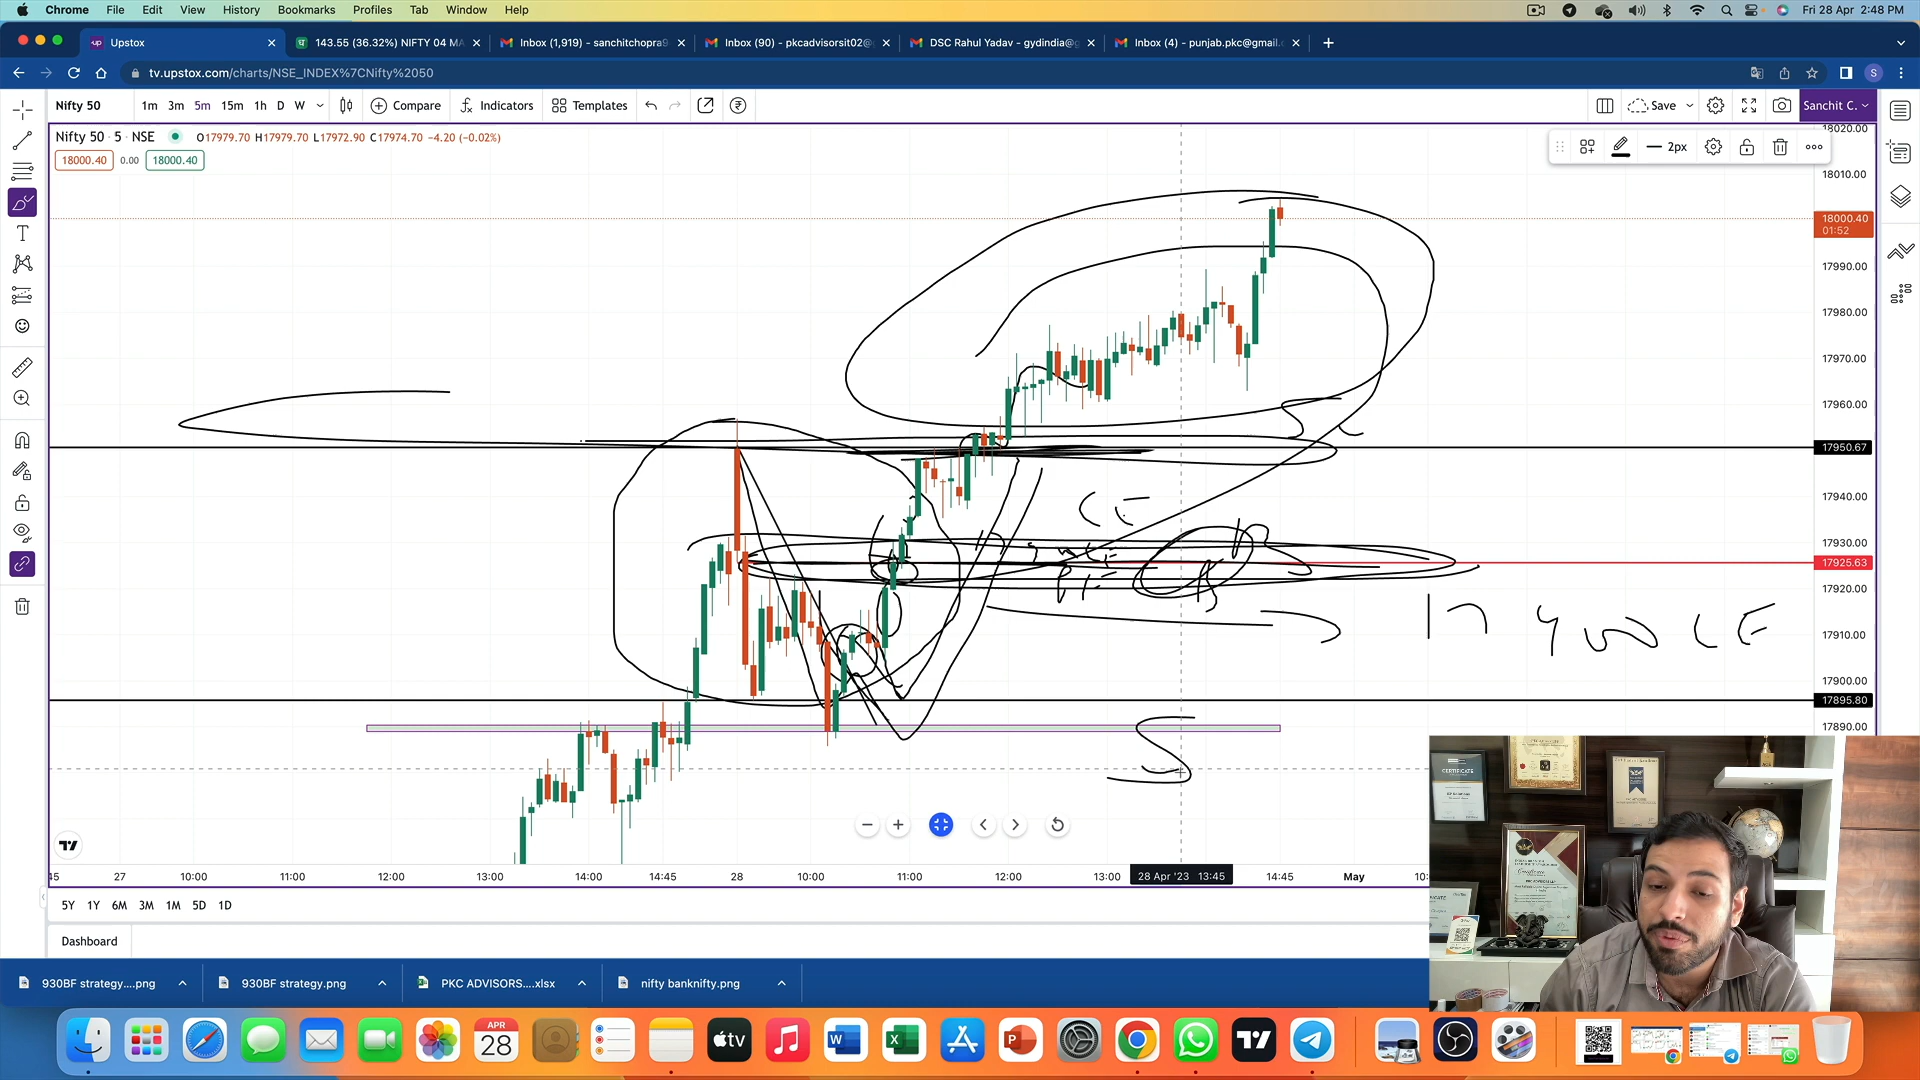 Chrome File Edit View History Bookmarks Profiles Tab Window Help Fri 28 Apr 2:48 PM
Upstox 143.55 (36.32%) NIFTY 04 MA Inbox (1,919) - sanchitchopra9 Inbox (90) - pkcadvisorsit02@ DSC Rahul Yadav - gydindia@g Inbox (4) - punjab.pkc@gmail.
tv.upstox.com/charts/NSE_INDEX%7CNifty%2050 S
Nifty 50 1m 3m 5m 15m 1h D W Compare Indicators Templates Save Sanchit C.
Nifty 50 · 5 · NSE O17979.70 H17979.70 L17972.90 C17974.70 −4.20 (−0.02%)
18000.40 0.00 18000.40
2px
18020.00
18010.00
18000.40
01:52
17990.00
17980.00
17970.00
17960.00
17950.67
17940.00
CE
17930.00
17925.63
17920.00
17910.00
17900.00
17895.80
17890.00
S
:45 27 10:00 11:00 12:00 13:00 14:00 14:45 28 10:00 11:00 12:00 13:00 28 Apr '23 13:45 14:45 May 10:
5Y 1Y 6M 3M 1M 5D 1D
Dashboard
930BF strategy....png 930BF strategy.png PKC ADVISORS....xlsx nifty banknifty.png
CERTIFICATE
APR
28
tv
W
X
P